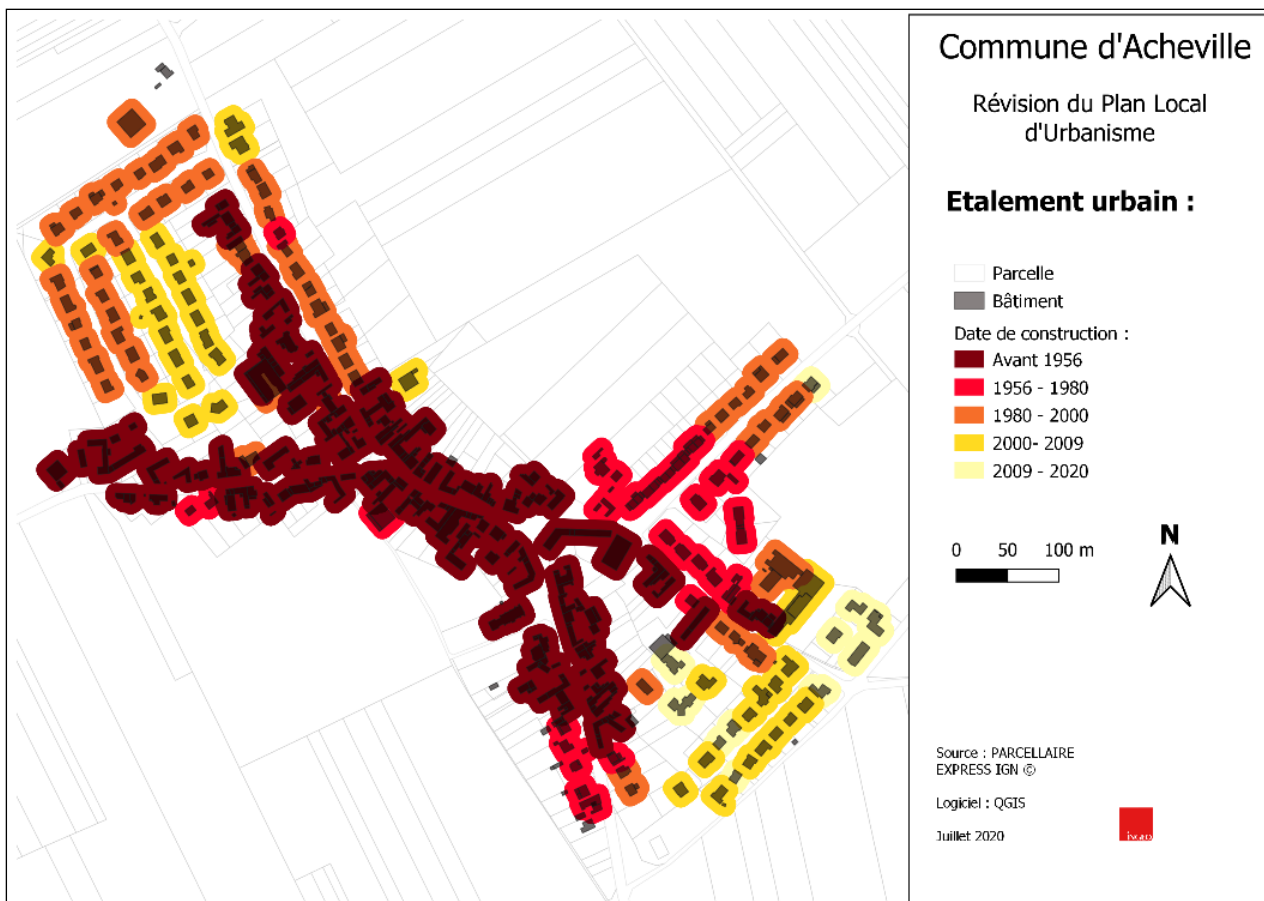 Commune d'Acheville
Révision du Plan Local
d'Urbanisme
Etalement urbain :
Parcelle
Bâtiment
Date de construction :
Avant 1956
1956 - 1980
1980 - 2000
2000- 2009
2009 - 2020
0 50 100 m
N
Source : PARCELLAIRE
EXPRESS IGN ©
Logiciel : QGIS
Juillet 2020